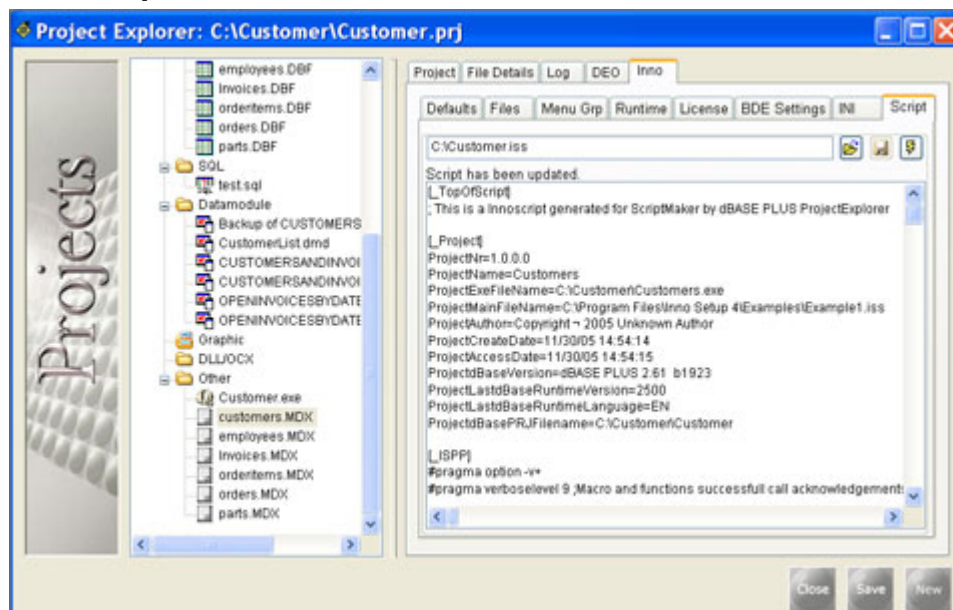 Project Explorer: C:\Customer\Customer.prj
Projects
employees.DBF
Invoices.DBF
orderitems.DBF
orders.DBF
parts.DBF
SQL
test.sql
Datamodule
Backup of CUSTOMERS
CustomerList.dmd
CUSTOMERSANDINVOI
CUSTOMERSANDINVOI
OPENINVOICESBYDATE
OPENINVOICESBYDATE
Graphic
DLL/OCX
Other
Customer.exe
customers.MDX
employees.MDX
Invoices.MDX
orderitems.MDX
orders.MDX
parts.MDX
Project File Details Log DEO Inno
Defaults Files Menu Grp Runtime License BDE Settings INI Script
C:\Customer.iss
Script has been updated.
[_TopOfScript]
; This is a Innoscript generated for ScriptMaker by dBASE PLUS ProjectExplorer
[_Project]
ProjectNr=1.0.0.0
ProjectName=Customers
ProjectExeFileName=C:\Customer\Customers.exe
ProjectMainFileName=C:\Program Files\Inno Setup 4\Examples\Example1.iss
ProjectAuthor=Copyright ¬ 2005 Unknown Author
ProjectCreateDate=11/30/05 14:54:14
ProjectAccessDate=11/30/05 14:54:15
ProjectdBaseVersion=dBASE PLUS 2.61 b1923
ProjectLastdBaseRuntimeVersion=2500
ProjectLastdBaseRuntimeLanguage=EN
ProjectdBasePRJFilename=C:\Customer\Customer
[_ISPP]
#pragma option -v+
#pragma verboselevel 9 ;Macro and functions successfull call acknowledgements
Close Save New